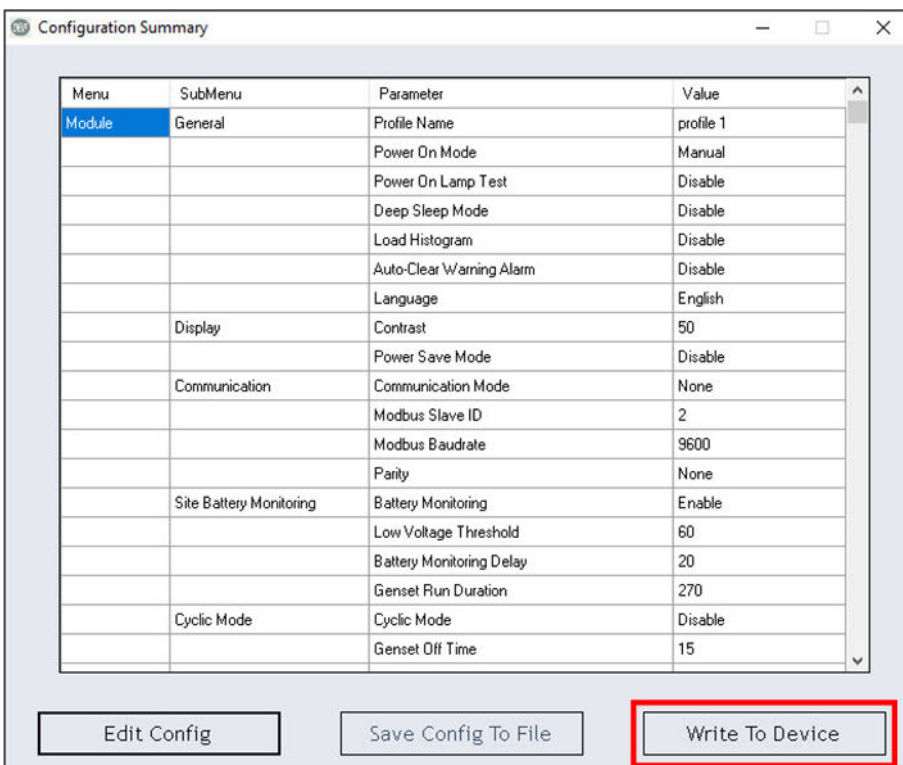 Configuration Summary
Menu SubMenu Parameter Value
Module General Profile Name profile 1
Power On Mode Manual
Power On Lamp Test Disable
Deep Sleep Mode Disable
Load Histogram Disable
Auto-Clear Warning Alarm Disable
Language English
Display Contrast 50
Power Save Mode Disable
Communication Communication Mode None
Modbus Slave ID 2
Modbus Baudrate 9600
Parity None
Site Battery Monitoring Battery Monitoring Enable
Low Voltage Threshold 60
Battery Monitoring Delay 20
Genset Run Duration 270
Cyclic Mode Cyclic Mode Disable
Genset Off Time 15
Edit Config Save Config To File Write To Device